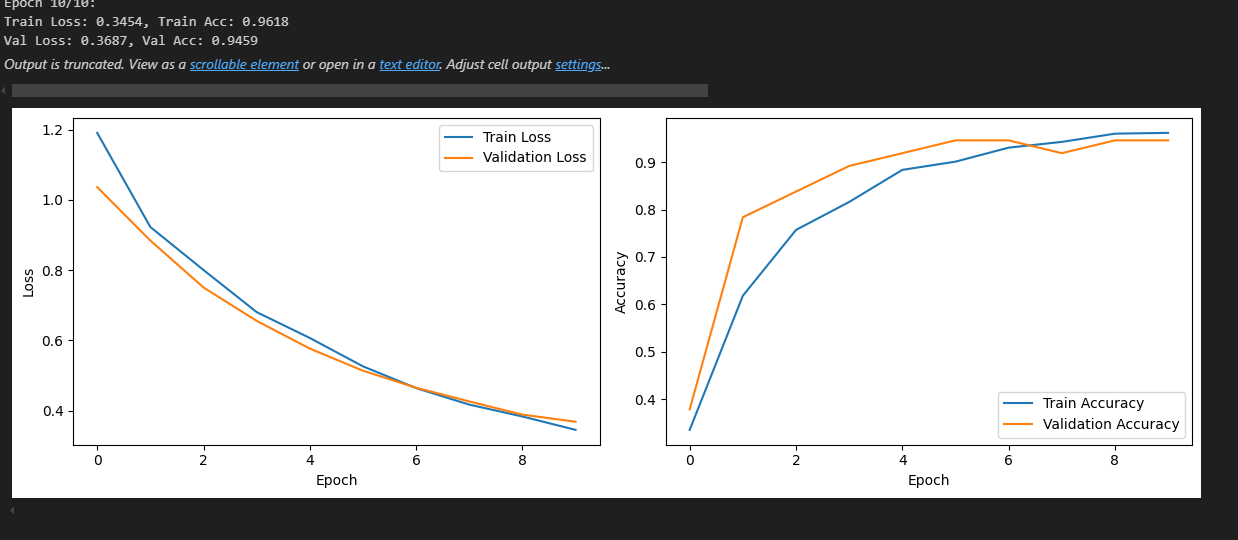 Epoch 10/10:
Train Loss: 0.3454, Train Acc: 0.9618
Val Loss: 0.3687, Val Acc: 0.9459
Output is truncated. View as a scrollable element or open in a text editor. Adjust cell output settings...
1.2
1.0
0.8
0.6
0.4
Loss
Train Loss
Validation Loss
0 2 4 6 8
Epoch
0.9
0.8
0.7
0.6
0.5
0.4
Accuracy
Train Accuracy
Validation Accuracy
0 2 4 6 8
Epoch